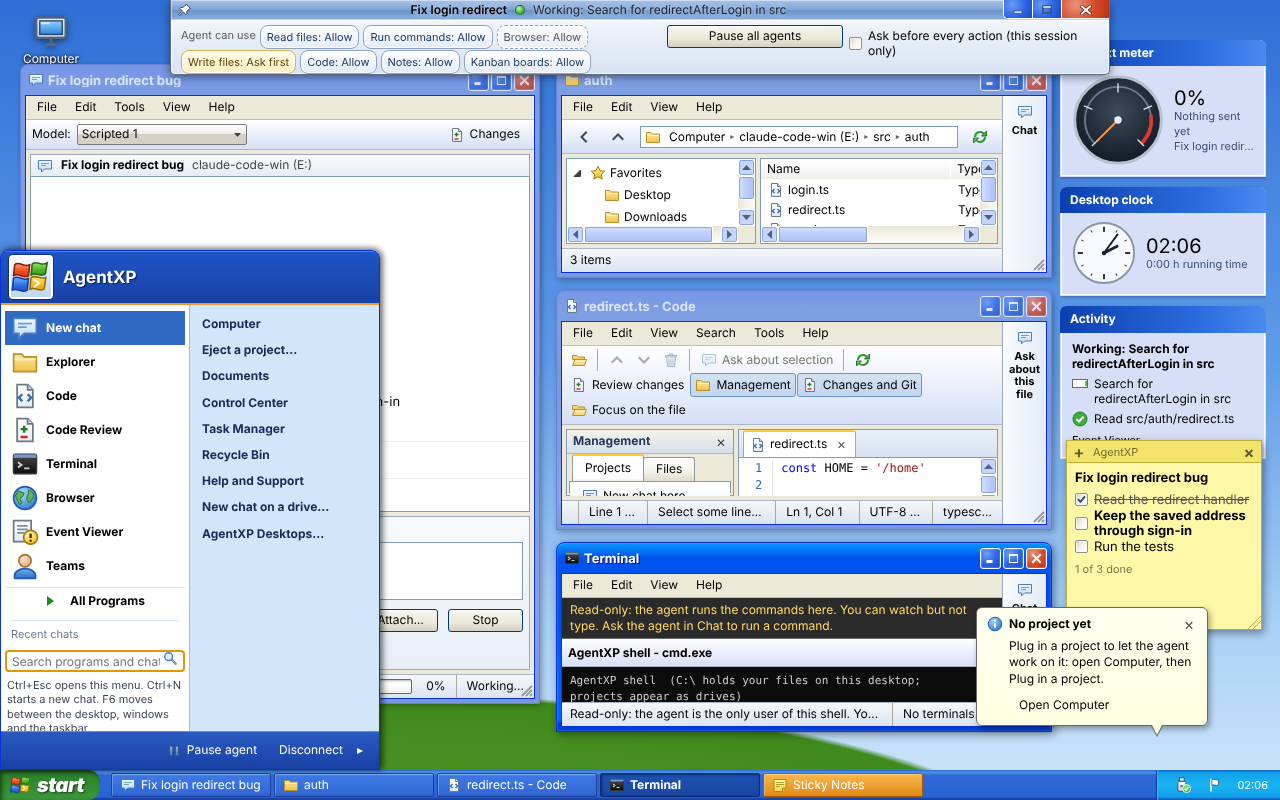 Fix login redirect
Working: Search for redirectAfterLogin in src
Agent can use
Read files: Allow
Run commands: Allow
Browser: Allow
Write files: Ask first
Code: Allow
Notes: Allow
Kanban boards: Allow
Pause all agents
Ask before every action (this session only)
Computer
Fix login redirect bug
File Edit Tools View Help
Model: Scripted 1
Changes
Fix login redirect bug claude-code-win (E:)
Attach...
Stop
0%
Working...
AgentXP
New chat
Explorer
Code
Code Review
Terminal
Browser
Event Viewer
Teams
All Programs
Recent chats
Search programs and chat
Ctrl+Esc opens this menu. Ctrl+N
starts a new chat. F6 moves
between the desktop, windows
and the taskbar.
Computer
Eject a project...
Documents
Control Center
Task Manager
Recycle Bin
Help and Support
New chat on a drive...
AgentXP Desktops...
Pause agent
Disconnect
auth
File Edit View Help
Computer claude-code-win (E:) src auth
Favorites
Desktop
Downloads
Name
login.ts
redirect.ts
3 items
Chat
redirect.ts - Code
File Edit View Search Tools Help
Ask about selection
Review changes
Management
Changes and Git
Focus on the file
Ask about this file
Management
Projects
Files
New chat here
redirect.ts
1 const HOME = '/home'
2
Line 1 ...
Select some line...
Ln 1, Col 1
UTF-8 ...
typesc...
Terminal
File Edit View Help
Read-only: the agent runs the commands here. You can watch but not
type. Ask the agent in Chat to run a command.
AgentXP shell - cmd.exe
AgentXP shell (C:\ holds your files on this desktop;
projects appear as drives)
Read-only: the agent is the only user of this shell. Yo...
No terminals
meter
0%
Nothing sent
yet
Fix login redir...
Desktop clock
02:06
0:00 h running time
Activity
Working: Search for
redirectAfterLogin in src
Search for
redirectAfterLogin in src
Read src/auth/redirect.ts
Event Viewer
AgentXP
Fix login redirect bug
Read the redirect handler
Keep the saved address
through sign-in
Run the tests
1 of 3 done
No project yet
Plug in a project to let the agent
work on it: open Computer, then
Plug in a project.
Open Computer
start
Fix login redirect bug
auth
redirect.ts - Code
Terminal
Sticky Notes
02:06